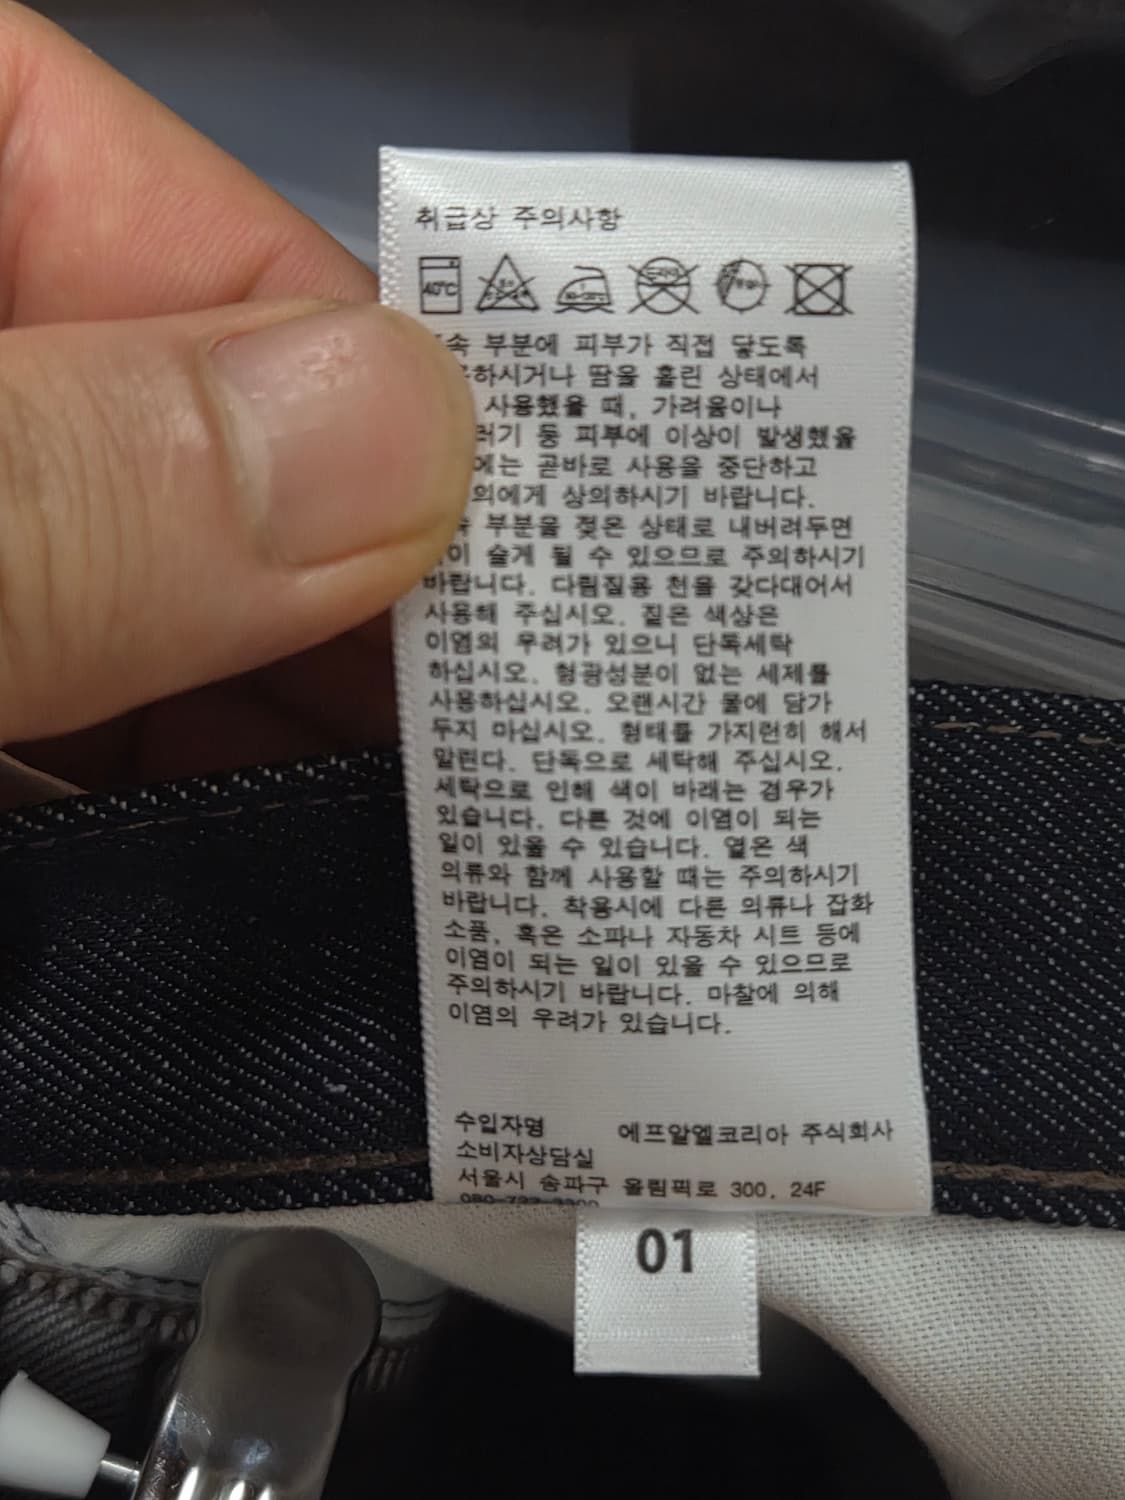 취급상 주의사항
40℃
부분에 피부가 직접 닿도록
땀을 흘린 상태에서
사용했을 때, 가려움이나
등 피부에 이상이 발생했을
곧바로 사용을 중단하고
상의하시기 바랍니다.
부분을 젖은 상태로 내버려두면
슬게 될 수 있으므로 주의하시기
바랍니다. 다림질용 천을 갖다대어서
사용해 주십시오. 짙은 색상은
이염의 우려가 있으니 단독세탁
하십시오. 형광성분이 없는 세제를
사용하십시오. 오랜시간 물에 담가
두지 마십시오. 형태를 가지런히 해서
말린다. 단독으로 세탁해 주십시오.
세탁으로 인해 색이 바래는 경우가
있습니다. 다른 것에 이염이 되는
일이 있을 수 있습니다. 옅은 색
의류와 함께 사용할 때는 주의하시기
바랍니다. 착용시에 다른 의류나 잡화
소품, 혹은 소파나 자동차 시트 등에
이염이 되는 일이 있을 수 있으므로
주의하시기 바랍니다. 마찰에 의해
이염의 우려가 있습니다.
수입자명 에프알엘코리아 주식회사
소비자상담실
서울시 송파구 올림픽로 300, 24F
01